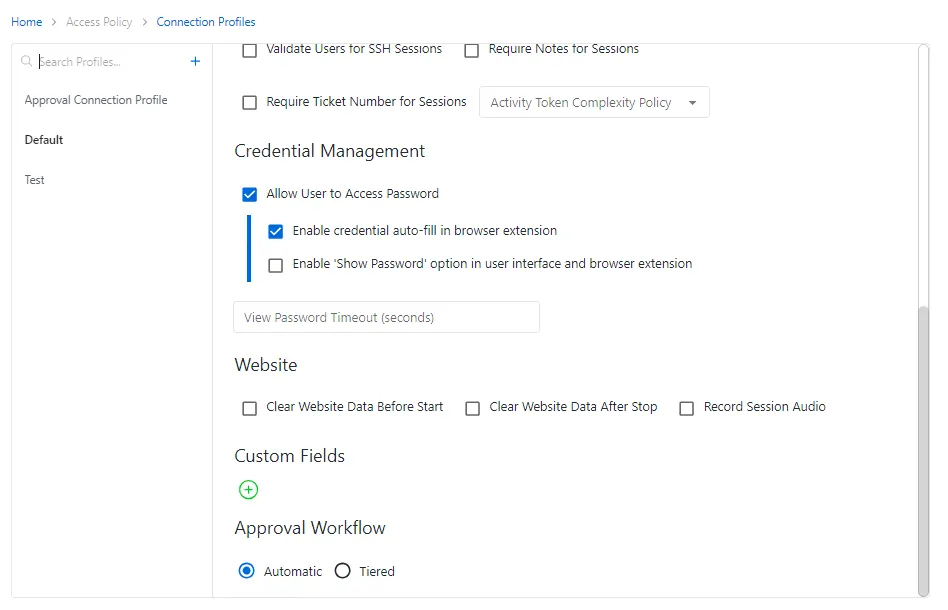 Home > Access Policy > Connection Profiles
Search Profiles...
+
Approval Connection Profile
Default
Test
Validate Users for SSH Sessions
Require Notes for Sessions
Require Ticket Number for Sessions
Activity Token Complexity Policy
Credential Management
Allow User to Access Password
Enable credential auto-fill in browser extension
Enable 'Show Password' option in user interface and browser extension
View Password Timeout (seconds)
Website
Clear Website Data Before Start
Clear Website Data After Stop
Record Session Audio
Custom Fields
Approval Workflow
Automatic
Tiered